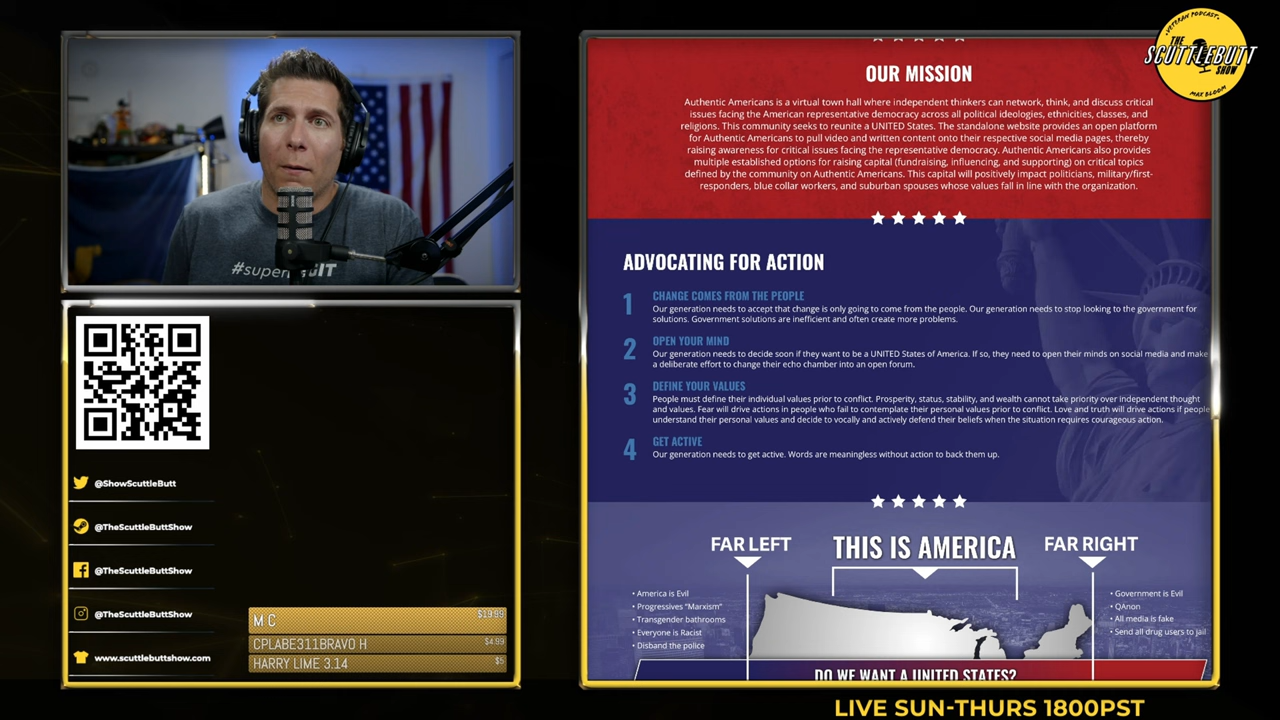 VETERAN PODCAST
THE
SCUTTLEBUTT
SHOW
MAX BLOOM
#super
GIT
@ShowScuttleButt
@TheScuttleButtShow
@TheScuttleButtShow
@TheScuttleButtShow
www.scuttlebuttshow.com
M C $19.99
CPLABE311BRAVO H $4.99
HARRY LIME 3.14 $5
OUR MISSION
Authentic Americans is a virtual town hall where independent thinkers can network, think, and discuss critical
issues facing the American representative democracy across all political ideologies, ethnicities, classes, and
religions. This community seeks to reunite a UNITED States. The standalone website provides an open platform
for Authentic Americans to pull video and written content onto their respective social media pages, thereby
raising awareness for critical issues facing the representative democracy. Authentic Americans also provides
multiple established options for raising capital (fundraising, influencing, and supporting) on critical topics
defined by the community on Authentic Americans. This capital will positively impact politicians, military/first-
responders, blue collar workers, and suburban spouses whose values fall in line with the organization.
ADVOCATING FOR ACTION
1 CHANGE COMES FROM THE PEOPLE
Our generation needs to accept that change is only going to come from the people. Our generation needs to stop looking to the government for
solutions. Government solutions are inefficient and often create more problems.
2 OPEN YOUR MIND
Our generation needs to decide soon if they want to be a UNITED States of America. If so, they need to open their minds on social media and make
a deliberate effort to change their echo chamber into an open forum.
3 DEFINE YOUR VALUES
People must define their individual values prior to conflict. Prosperity, status, stability, and wealth cannot take priority over independent thought
and values. Fear will drive actions in people who fail to contemplate their personal values prior to conflict. Love and truth will drive actions if people
understand their personal values and decide to vocally and actively defend their beliefs when the situation requires courageous action.
4 GET ACTIVE
Our generation needs to get active. Words are meaningless without action to back them up.
FAR LEFT
THIS IS AMERICA
FAR RIGHT
• America is Evil
• Progressives “Marxism”
• Transgender bathrooms
• Everyone is Racist
• Disband the police
• Government is Evil
• QAnon
• All media is fake
• Send all drug users to jail
DO WE WANT A UNITED STATES?
LIVE SUN-THURS 1800PST